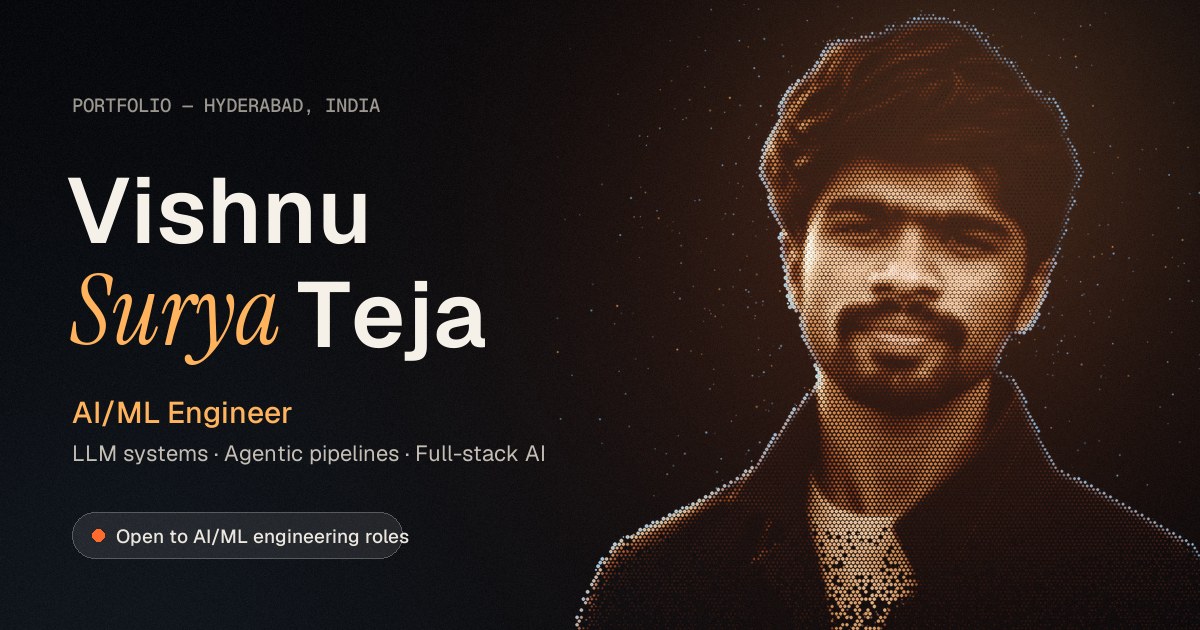 PORTFOLIO — HYDERABAD, INDIA
Vishnu
Surya Teja
AI/ML Engineer
LLM systems · Agentic pipelines · Full-stack AI
Open to AI/ML engineering roles